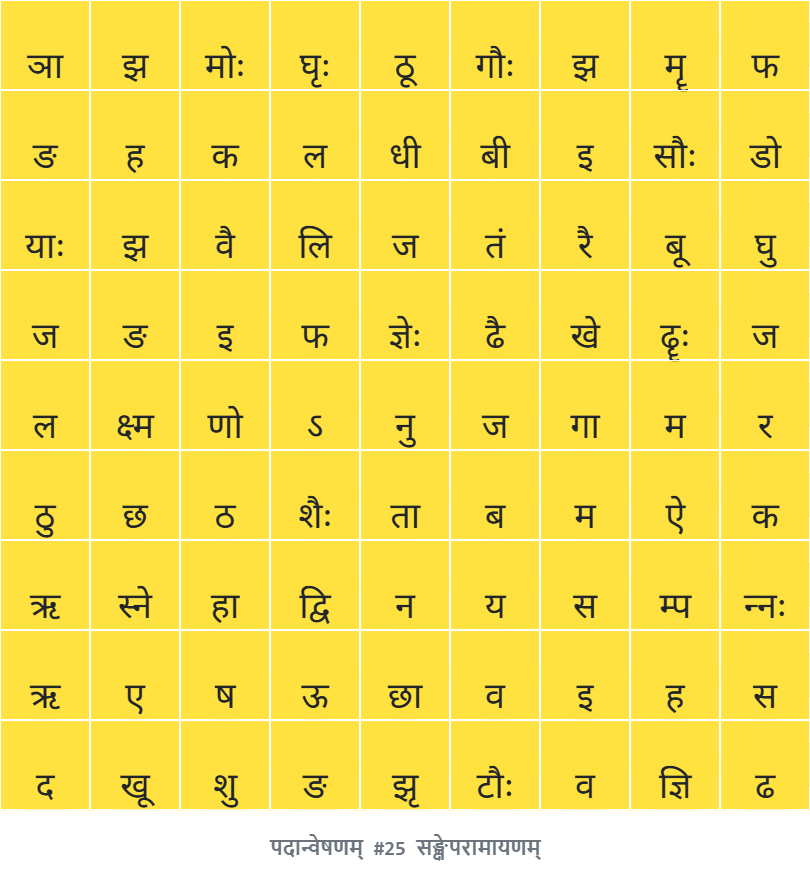 ञा झ मोः घृः ठू गौः झ मॄ फ
ङ ह क ल धी बी इ सौः डो
याः झ वै लि ज तं रै बू घु
ज ङ इ फ ज्ञेः ढै खे ढॄः ज
ल क्ष्म णो ऽ नु ज गा म र
ठु छ ठ शैः ता ब म ऐ क
ऋ स्ने हा द्वि न य स म्प न्नः
ऋ ए ष ऊ छा व इ ह स
द खू शु ङ झृ टौः व ज्ञि ढ
पदान्वेषणम् #25 सङ्क्षेपरामायणम्